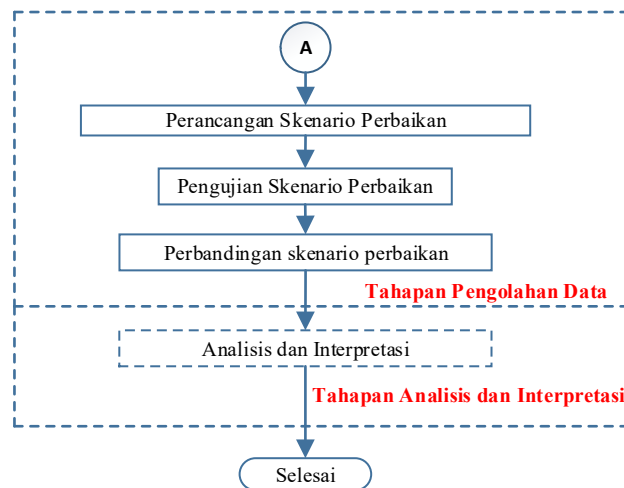 A
Perancangan Skenario Perbaikan
Pengujian Skenario Perbaikan
Perbandingan skenario perbaikan
Tahapan Pengolahan Data
Analisis dan Interpretasi
Tahapan Analisis dan Interpretasi
Selesai